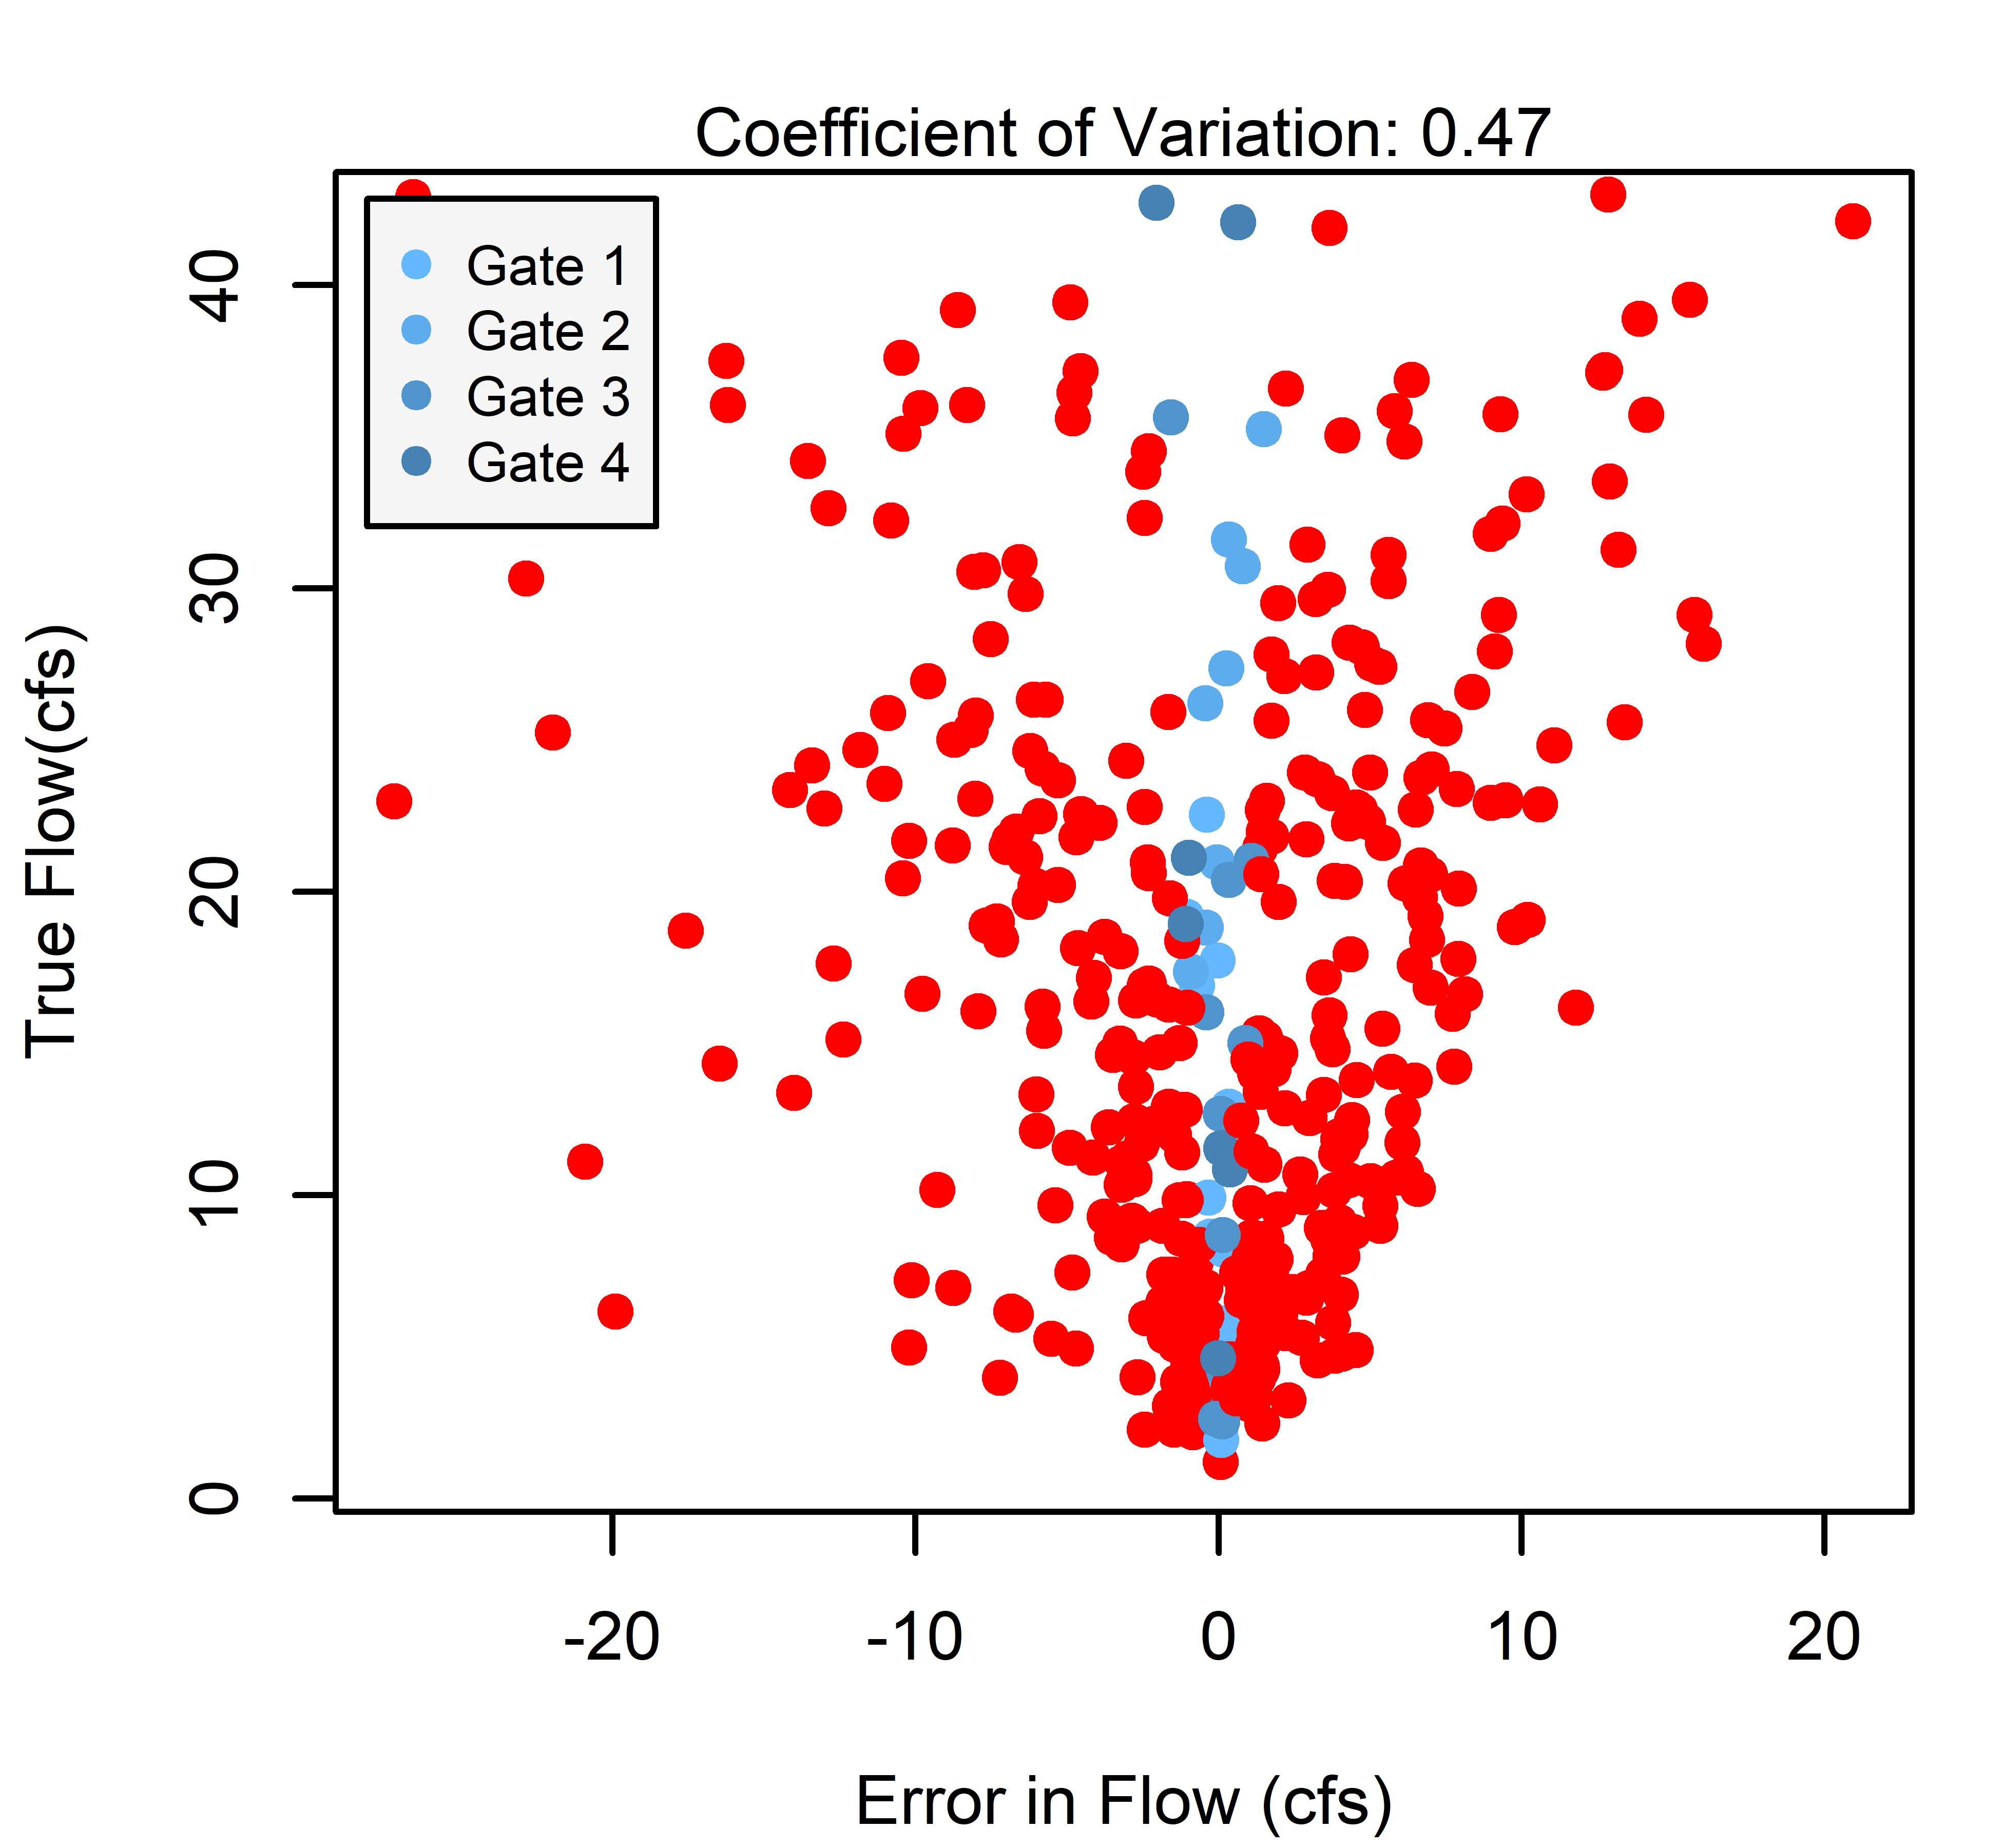 Coefficient of Variation: 0.47
Gate 1
Gate 2
Gate 3
Gate 4
True Flow(cfs)
40
30
20
10
0
-20 -10 0 10 20
Error in Flow (cfs)